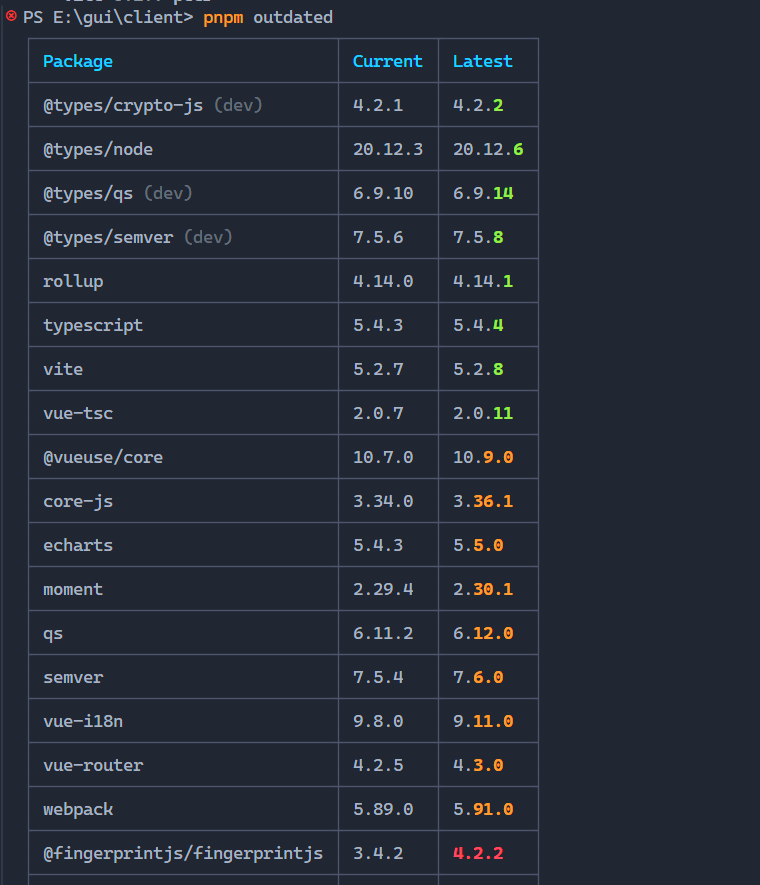 PS E:\gui\client> pnpm outdated
Package Current Latest
@types/crypto-js (dev) 4.2.1 4.2.2
@types/node 20.12.3 20.12.6
@types/qs (dev) 6.9.10 6.9.14
@types/semver (dev) 7.5.6 7.5.8
rollup 4.14.0 4.14.1
typescript 5.4.3 5.4.4
vite 5.2.7 5.2.8
vue-tsc 2.0.7 2.0.11
@vueuse/core 10.7.0 10.9.0
core-js 3.34.0 3.36.1
echarts 5.4.3 5.5.0
moment 2.29.4 2.30.1
qs 6.11.2 6.12.0
semver 7.5.4 7.6.0
vue-i18n 9.8.0 9.11.0
vue-router 4.2.5 4.3.0
webpack 5.89.0 5.91.0
@fingerprintjs/fingerprintjs 3.4.2 4.2.2